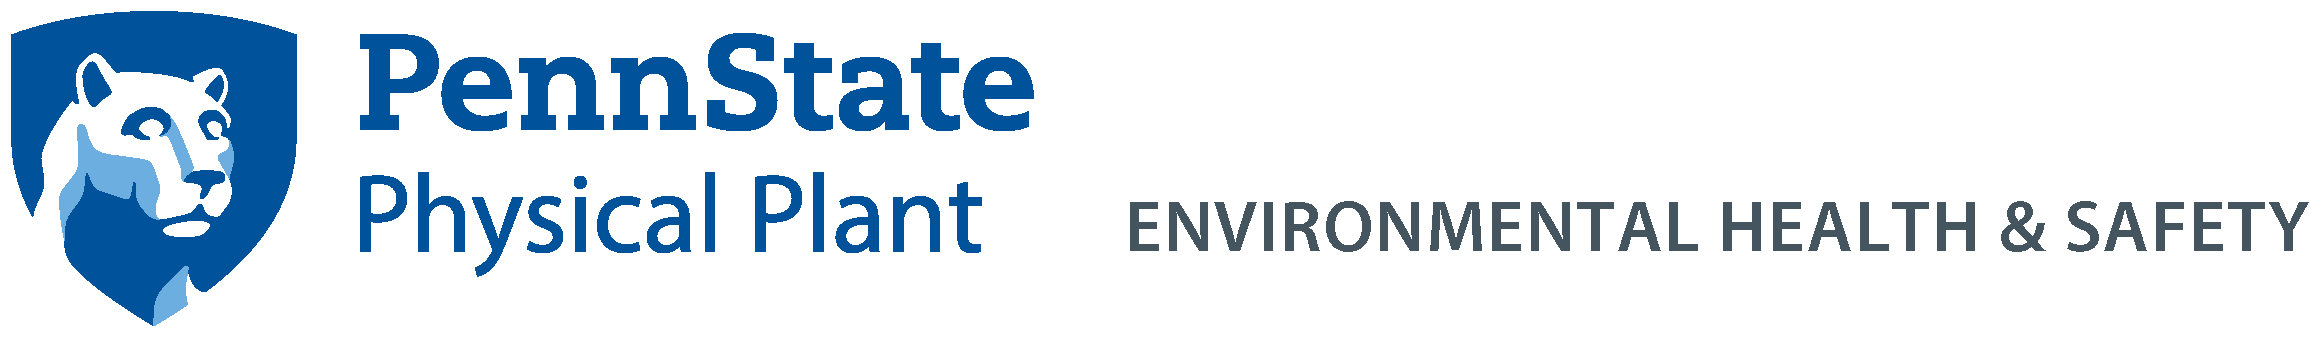 PennState
Physical Plant
ENVIRONMENTAL HEALTH & SAFETY